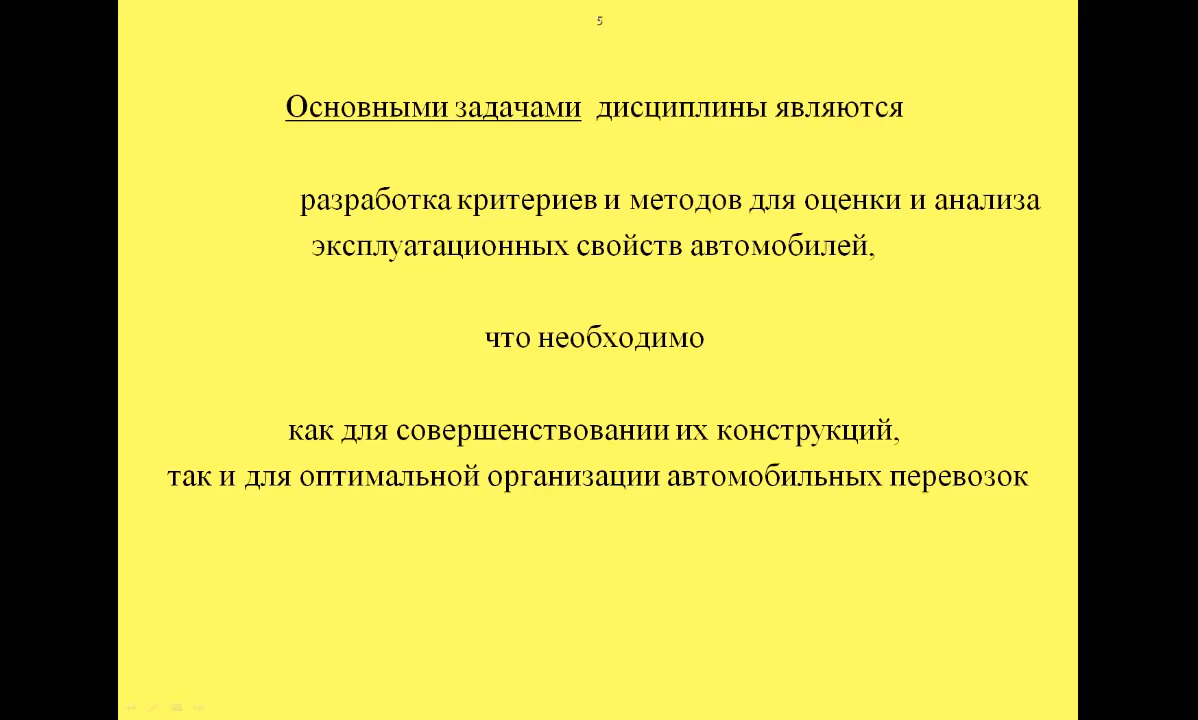 5
Основными задачами дисциплины являются
разработка критериев и методов для оценки и анализа
эксплуатационных свойств автомобилей,
что необходимо
как для совершенствовании их конструкций,
так и для оптимальной организации автомобильных перевозок